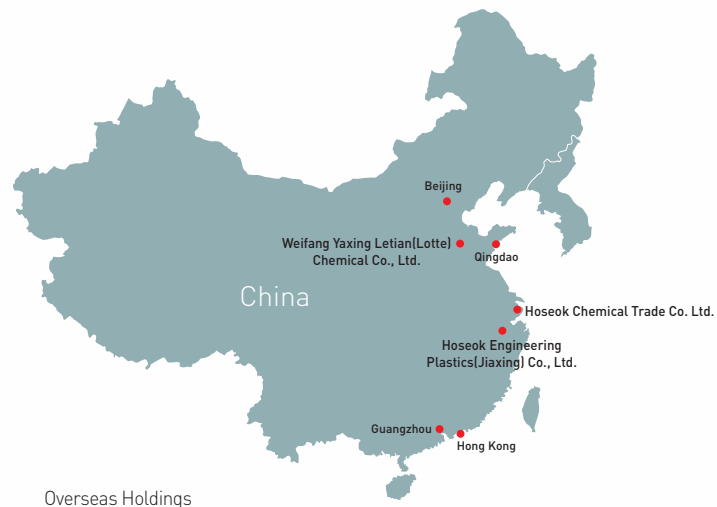 Beijing
Weifang Yaxing Letian(Lotte)
Chemical Co., Ltd.
Qingdao
China
Hoseok Chemical Trade Co. Ltd.
Hoseok Engineering
Plastics(Jiaxing) Co., Ltd.
Guangzhou
Hong Kong
Overseas Holdings